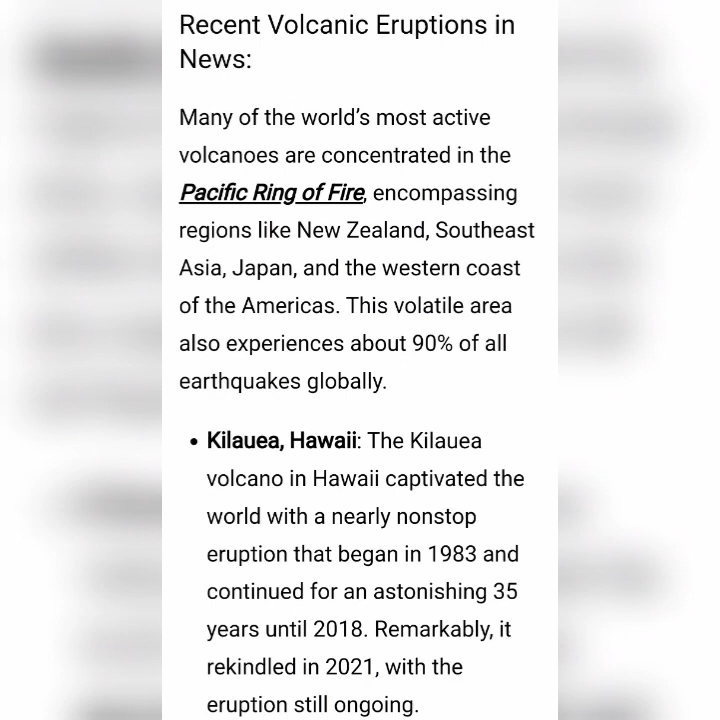 Recent Volcanic Eruptions in
News:
Many of the world’s most active
volcanoes are concentrated in the
Pacific Ring of Fire, encompassing
regions like New Zealand, Southeast
Asia, Japan, and the western coast
of the Americas. This volatile area
also experiences about 90% of all
earthquakes globally.
• Kilauea, Hawaii: The Kilauea
volcano in Hawaii captivated the
world with a nearly nonstop
eruption that began in 1983 and
continued for an astonishing 35
years until 2018. Remarkably, it
rekindled in 2021, with the
eruption still ongoing.